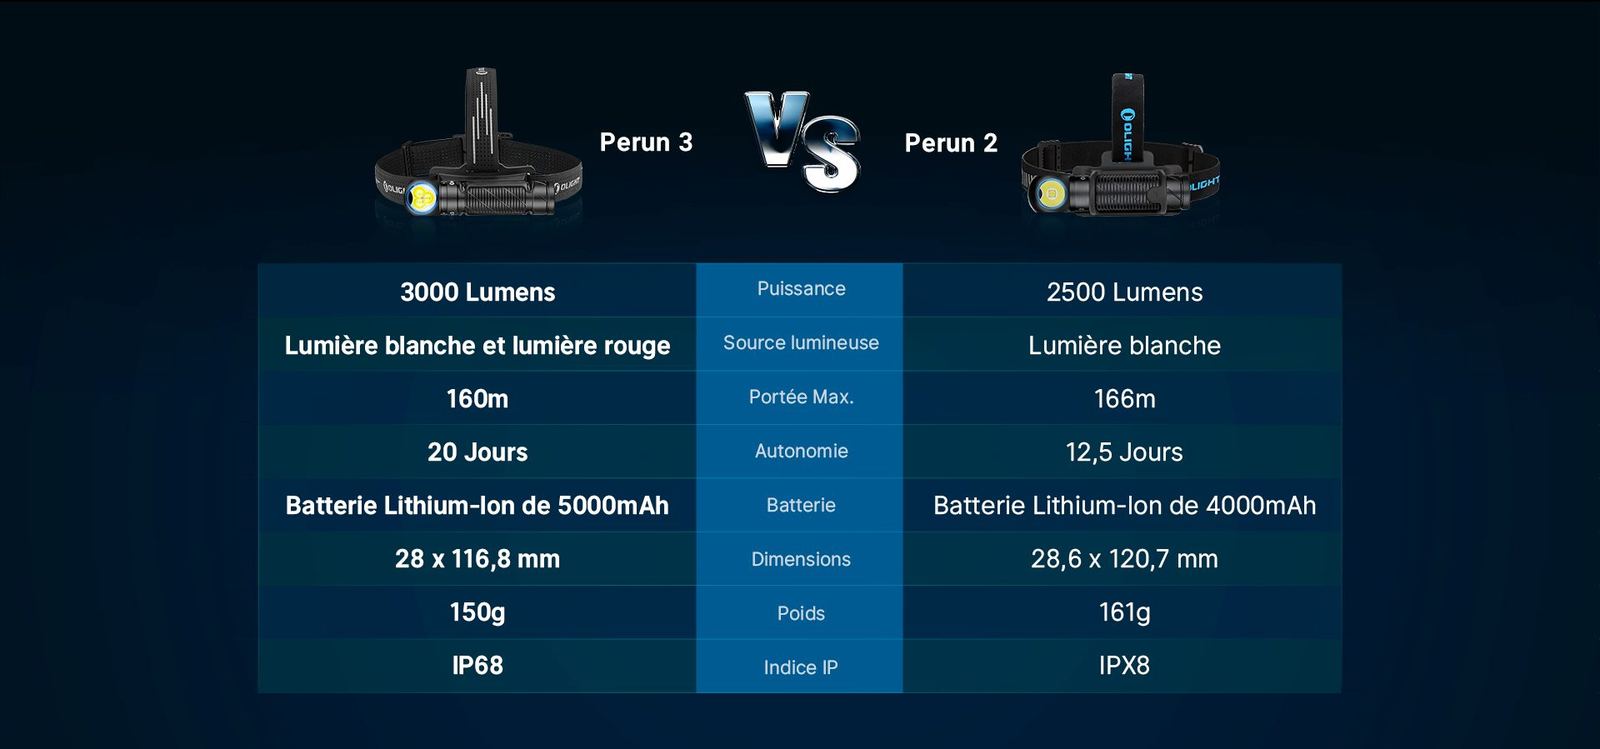 OLIGHT
Perun 3
VS
Perun 2
OLIGHT
3000 Lumens Puissance 2500 Lumens
Lumière blanche et lumière rouge Source lumineuse Lumière blanche
160m Portée Max. 166m
20 Jours Autonomie 12,5 Jours
Batterie Lithium-Ion de 5000mAh Batterie Batterie Lithium-Ion de 4000mAh
28 x 116,8 mm Dimensions 28,6 x 120,7 mm
150g Poids 161g
IP68 Indice IP IPX8